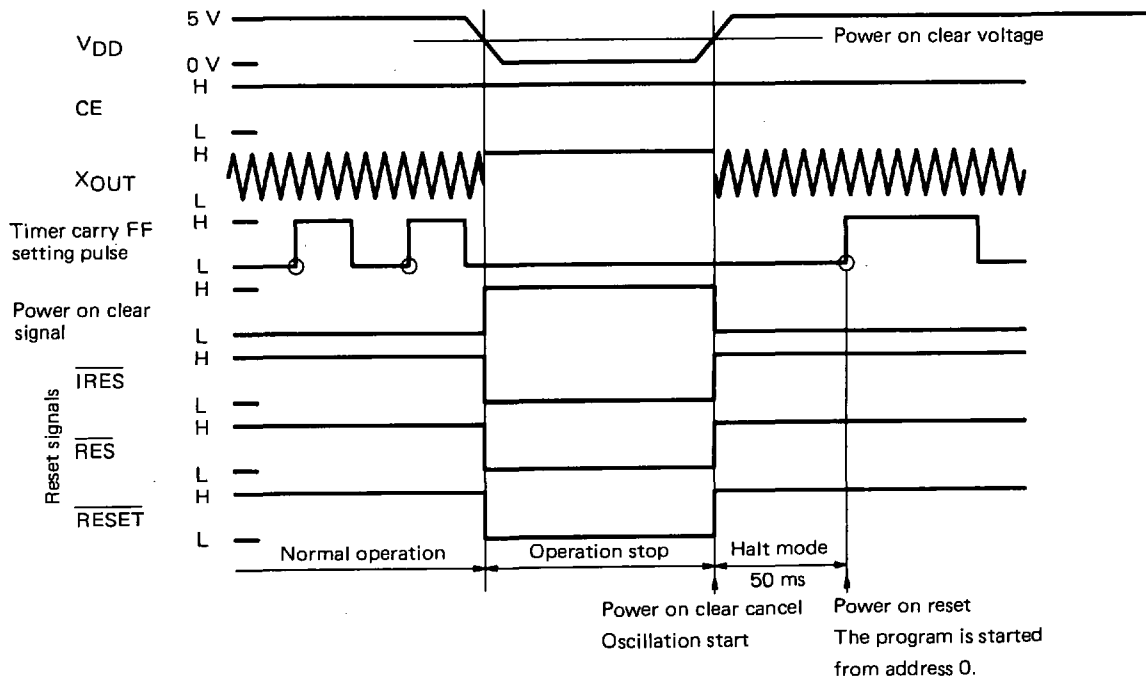 5 V
VDD
Power on clear voltage
0 V
H
CE
L
H
XOUT
L
H
Timer carry FF
setting pulse
L
H
Power on clear
signal
L
H
IRES
L
H
RES
L
H
RESET
L
Reset signals
Normal operation
Operation stop
Halt mode
50 ms
Power on clear cancel
Oscillation start
Power on reset
The program is started
from address 0.